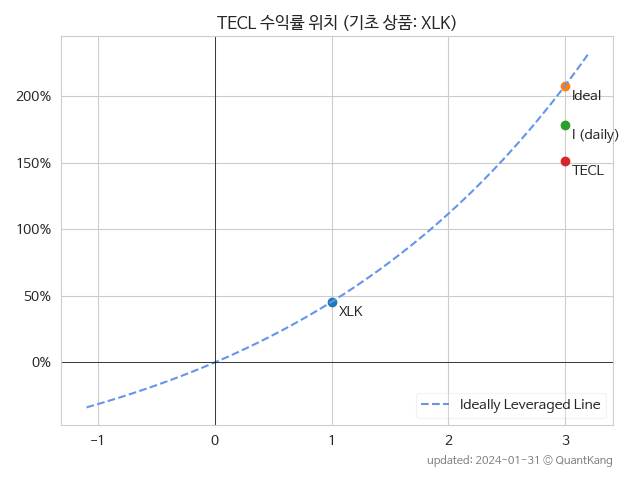 TECL 수익률 위치 (기초 상품: XLK)
200%
150%
100%
50%
0%
Ideal
I (daily)
TECL
XLK
Ideally Leveraged Line
−1
0
1
2
3
updated: 2024-01-31 © QuantKang